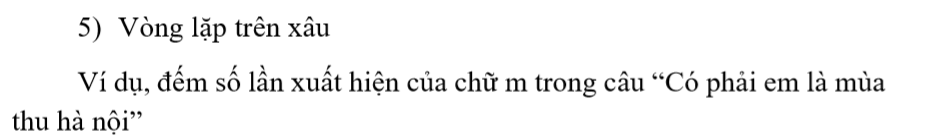 5) Vòng lặp trên xâu
Ví dụ, đếm số lần xuất hiện của chữ m trong câu “Có phải em là mùa
thu hà nội”